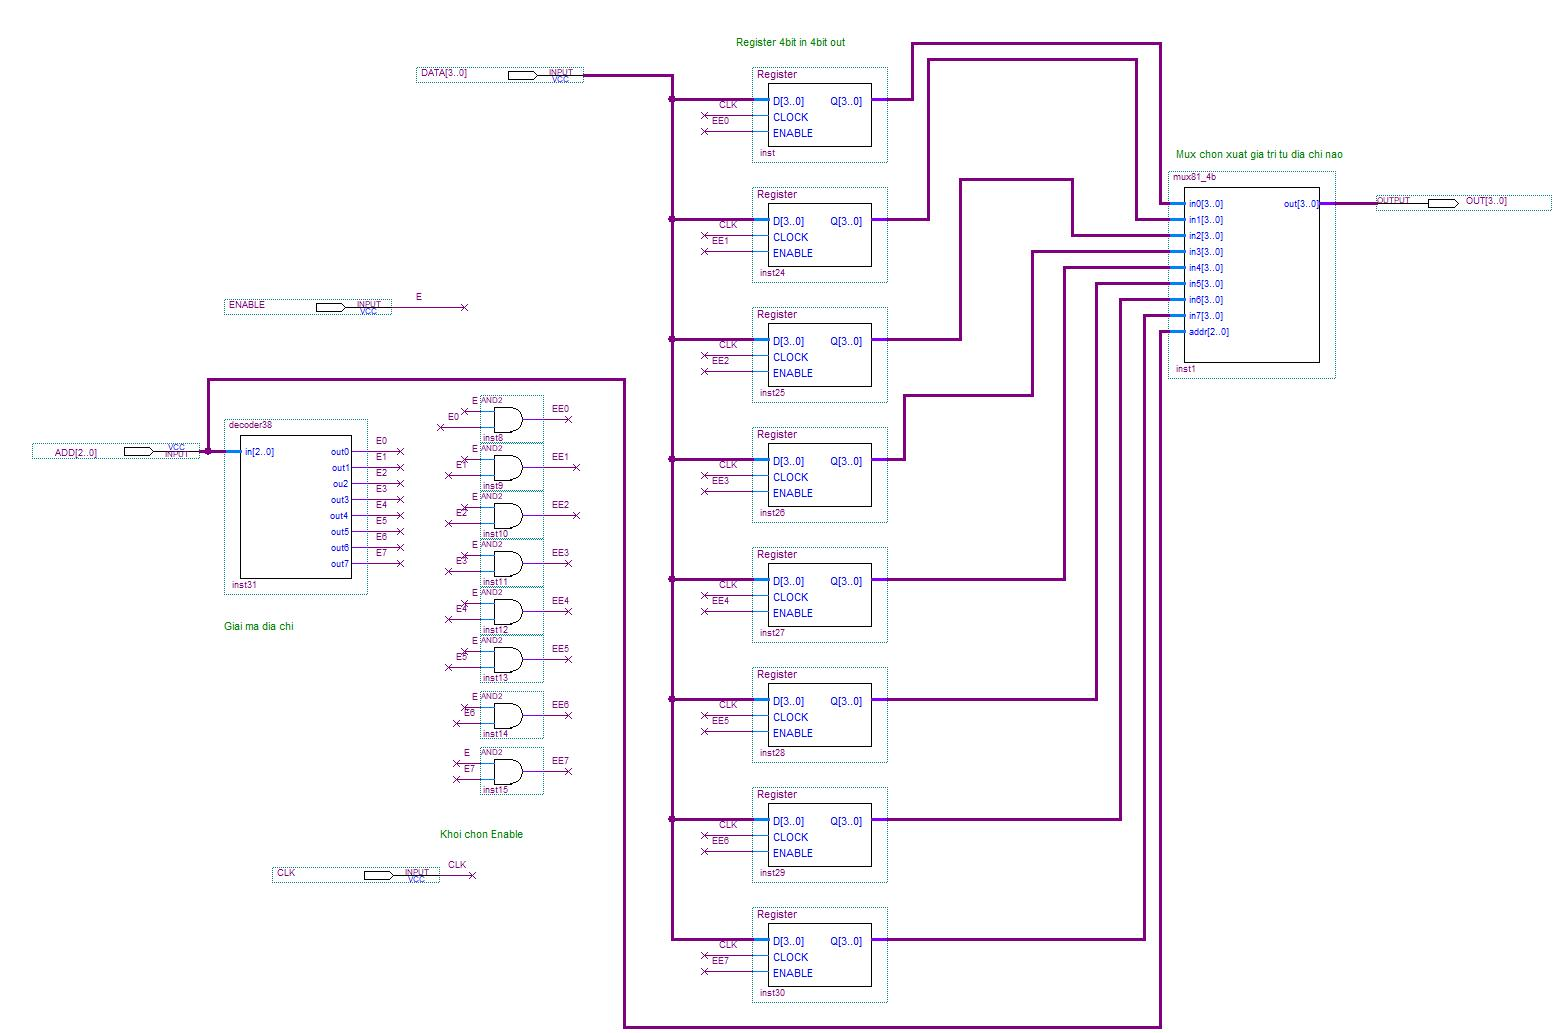 Register 4bit in 4bit out
DATA[3..0]
INPUT
VCC
Register
D[3..0]
Q[3..0]
CLK
CLOCK
EE0
ENABLE
inst
Mux chon xuat gia tri tu dia chi nao
mux81_4b
in0[3..0]
out[3..0]
in1[3..0]
in2[3..0]
in3[3..0]
in4[3..0]
in5[3..0]
in6[3..0]
in7[3..0]
addr[2..0]
inst1
OUTPUT
OUT[3..0]
Register
D[3..0]
Q[3..0]
CLK
CLOCK
EE1
ENABLE
inst24
ENABLE
INPUT
VCC
E
Register
D[3..0]
Q[3..0]
CLK
CLOCK
EE2
ENABLE
inst25
ADD[2..0]
VCC
INPUT
decoder38
in[2..0]
out0
E0
out1
E1
ou2
E2
out3
E3
out4
E4
out5
E5
out6
E6
out7
E7
inst31
Giai ma dia chi
E
AND2
E0
EE0
inst8
E
AND2
E1
EE1
inst9
E
AND2
E2
EE2
inst10
E
AND2
E3
EE3
inst11
E
AND2
E4
EE4
inst12
E
AND2
E5
EE5
inst13
E
AND2
E6
EE6
inst14
E
AND2
E7
EE7
inst15
Khoi chon Enable
CLK
INPUT
VCC
CLK
Register
D[3..0]
Q[3..0]
CLK
CLOCK
EE3
ENABLE
inst26
Register
D[3..0]
Q[3..0]
CLK
CLOCK
EE4
ENABLE
inst27
Register
D[3..0]
Q[3..0]
CLK
CLOCK
EE5
ENABLE
inst28
Register
D[3..0]
Q[3..0]
CLK
CLOCK
EE6
ENABLE
inst29
Register
D[3..0]
Q[3..0]
CLK
CLOCK
EE7
ENABLE
inst30